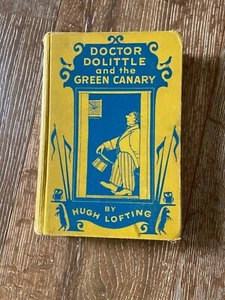 DOCTOR
DOLITTLE
and the
GREEN CANARY
BY
HUGH LOFTING